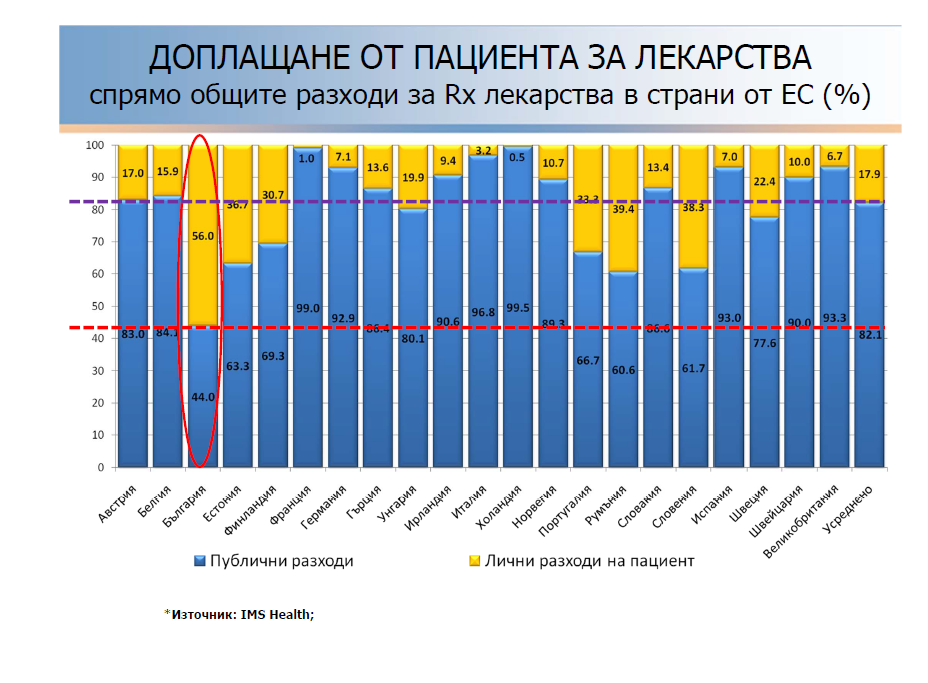 ДОПЛАЩАНЕ ОТ ПАЦИЕНТА ЗА ЛЕКАРСТВА
спрямо общите разходи за Rx лекарства в страни от ЕС (%)
100
90
80
70
60
50
40
30
20
10
0
17.0 15.9 56.0 36.7 30.7 1.0 7.1 13.6 19.9 9.4 3.2 0.5 10.7 33.3 39.4 13.4 38.3 7.0 22.4 10.0 6.7 17.9
83.0 84.1 44.0 63.3 69.3 99.0 92.9 86.4 80.1 90.6 96.8 99.5 89.3 66.7 60.6 86.6 61.7 93.0 77.6 90.0 93.3 82.1
Австрия
Белгия
България
Естония
Финландия
Франция
Германия
Гърция
Унгария
Ирландия
Италия
Холандия
Норвегия
Португалия
Румъния
Словакия
Словения
Испания
Швеция
Швейцария
Великобритания
Усреднено
Публични разходи
Лични разходи на пациент
*Източник: IMS Health;